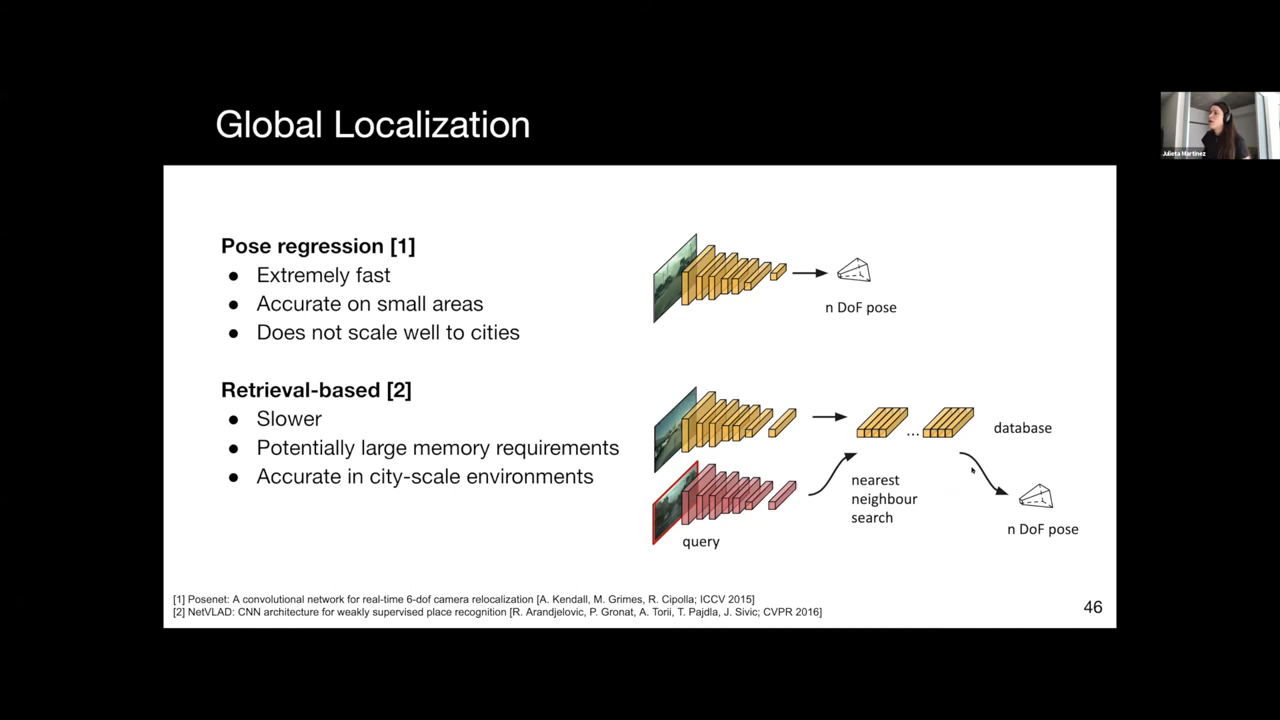 Global Localization
Julieta Martinez
Pose regression [1]
● Extremely fast
● Accurate on small areas
● Does not scale well to cities
n DoF pose
Retrieval-based [2]
● Slower
● Potentially large memory requirements
● Accurate in city-scale environments
...
database
nearest
neighbour
search
query
n DoF pose
[1] Posenet: A convolutional network for real-time 6-dof camera relocalization [A. Kendall, M. Grimes, R. Cipolla; ICCV 2015]
[2] NetVLAD: CNN architecture for weakly supervised place recognition [R. Arandjelovic, P. Gronat, A. Torii, T. Pajdla, J. Sivic; CVPR 2016]
46